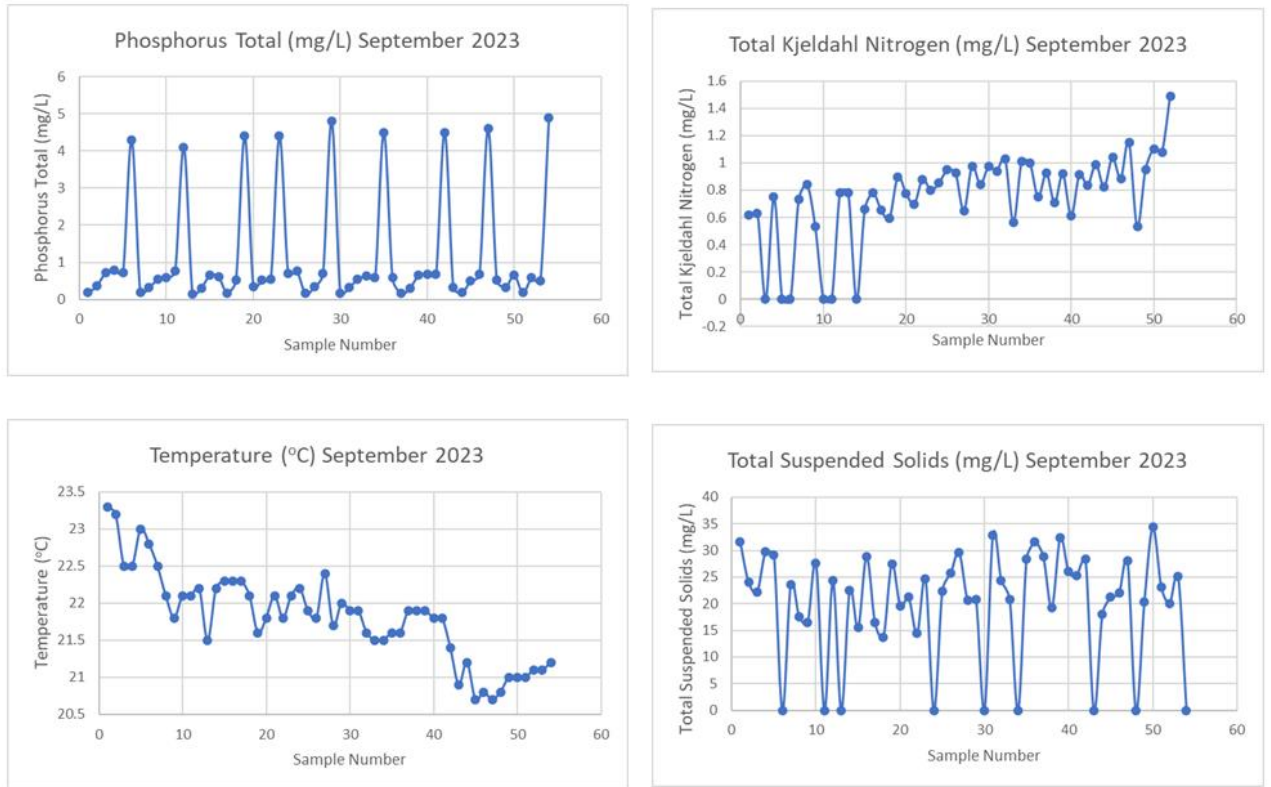 Phosphorus Total (mg/L) September 2023
Phosphorus Total (mg/L)
6
5
4
3
2
1
0
0 10 20 30 40 50 60
Sample Number
Total Kjeldahl Nitrogen (mg/L) September 2023
Total Kjeldahl Nitrogen (mg/L)
1.6
1.4
1.2
1
0.8
0.6
0.4
0.2
0
-0.2
0 10 20 30 40 50 60
Sample Number
Temperature (°C) September 2023
Temperature (°C)
23.5
23
22.5
22
21.5
21
20.5
0 10 20 30 40 50 60
Sample Number
Total Suspended Solids (mg/L) September 2023
Total Suspended Solids (mg/L)
40
35
30
25
20
15
10
5
0
0 10 20 30 40 50 60
Sample Number